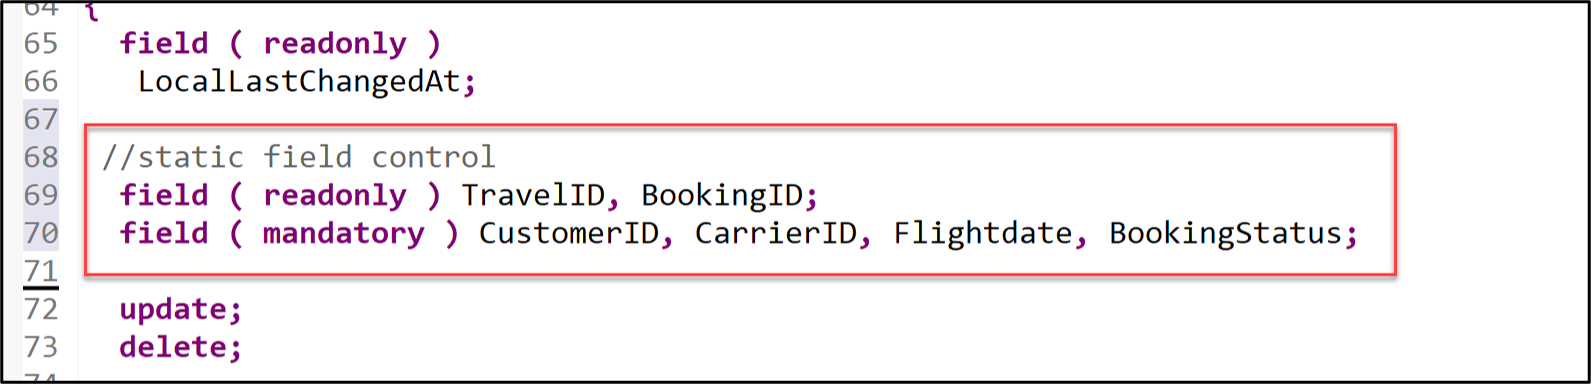 64 {
65 field ( readonly )
66 LocalLastChangedAt;
67
68 //static field control
69 field ( readonly ) TravelID, BookingID;
70 field ( mandatory ) CustomerID, CarrierID, Flightdate, BookingStatus;
71
72 update;
73 delete;
74